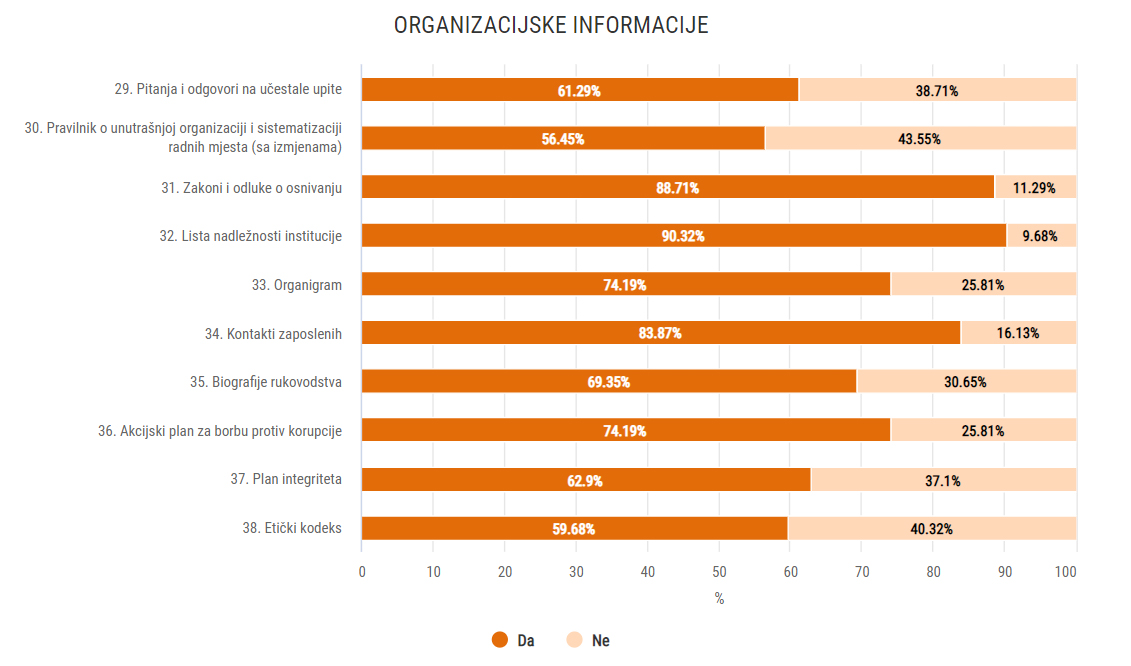 ORGANIZACIJSKE INFORMACIJE
29. Pitanja i odgovori na učestale upite
61.29%
38.71%
30. Pravilnik o unutrašnjoj organizaciji i sistematizaciji
radnih mjesta (sa izmjenama)
56.45%
43.55%
31. Zakoni i odluke o osnivanju
88.71%
11.29%
32. Lista nadležnosti institucije
90.32%
9.68%
33. Organigram
74.19%
25.81%
34. Kontakti zaposlenih
83.87%
16.13%
35. Biografije rukovodstva
69.35%
30.65%
36. Akcijski plan za borbu protiv korupcije
74.19%
25.81%
37. Plan integriteta
62.9%
37.1%
38. Etički kodeks
59.68%
40.32%
0 10 20 30 40 50 60 70 80 90 100
%
Da Ne